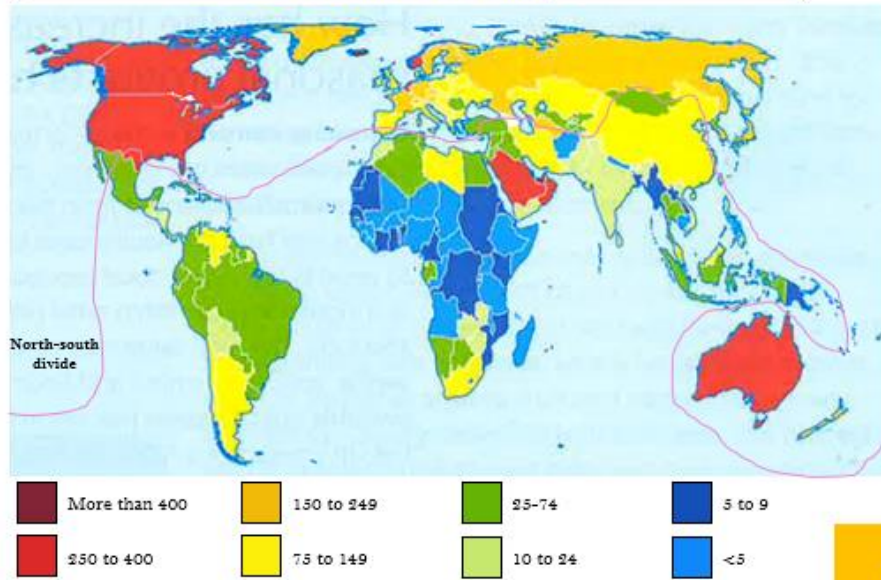 North-south
divide
More than 400
150 to 249
25-74
5 to 9
250 to 400
75 to 149
10 to 24
<5